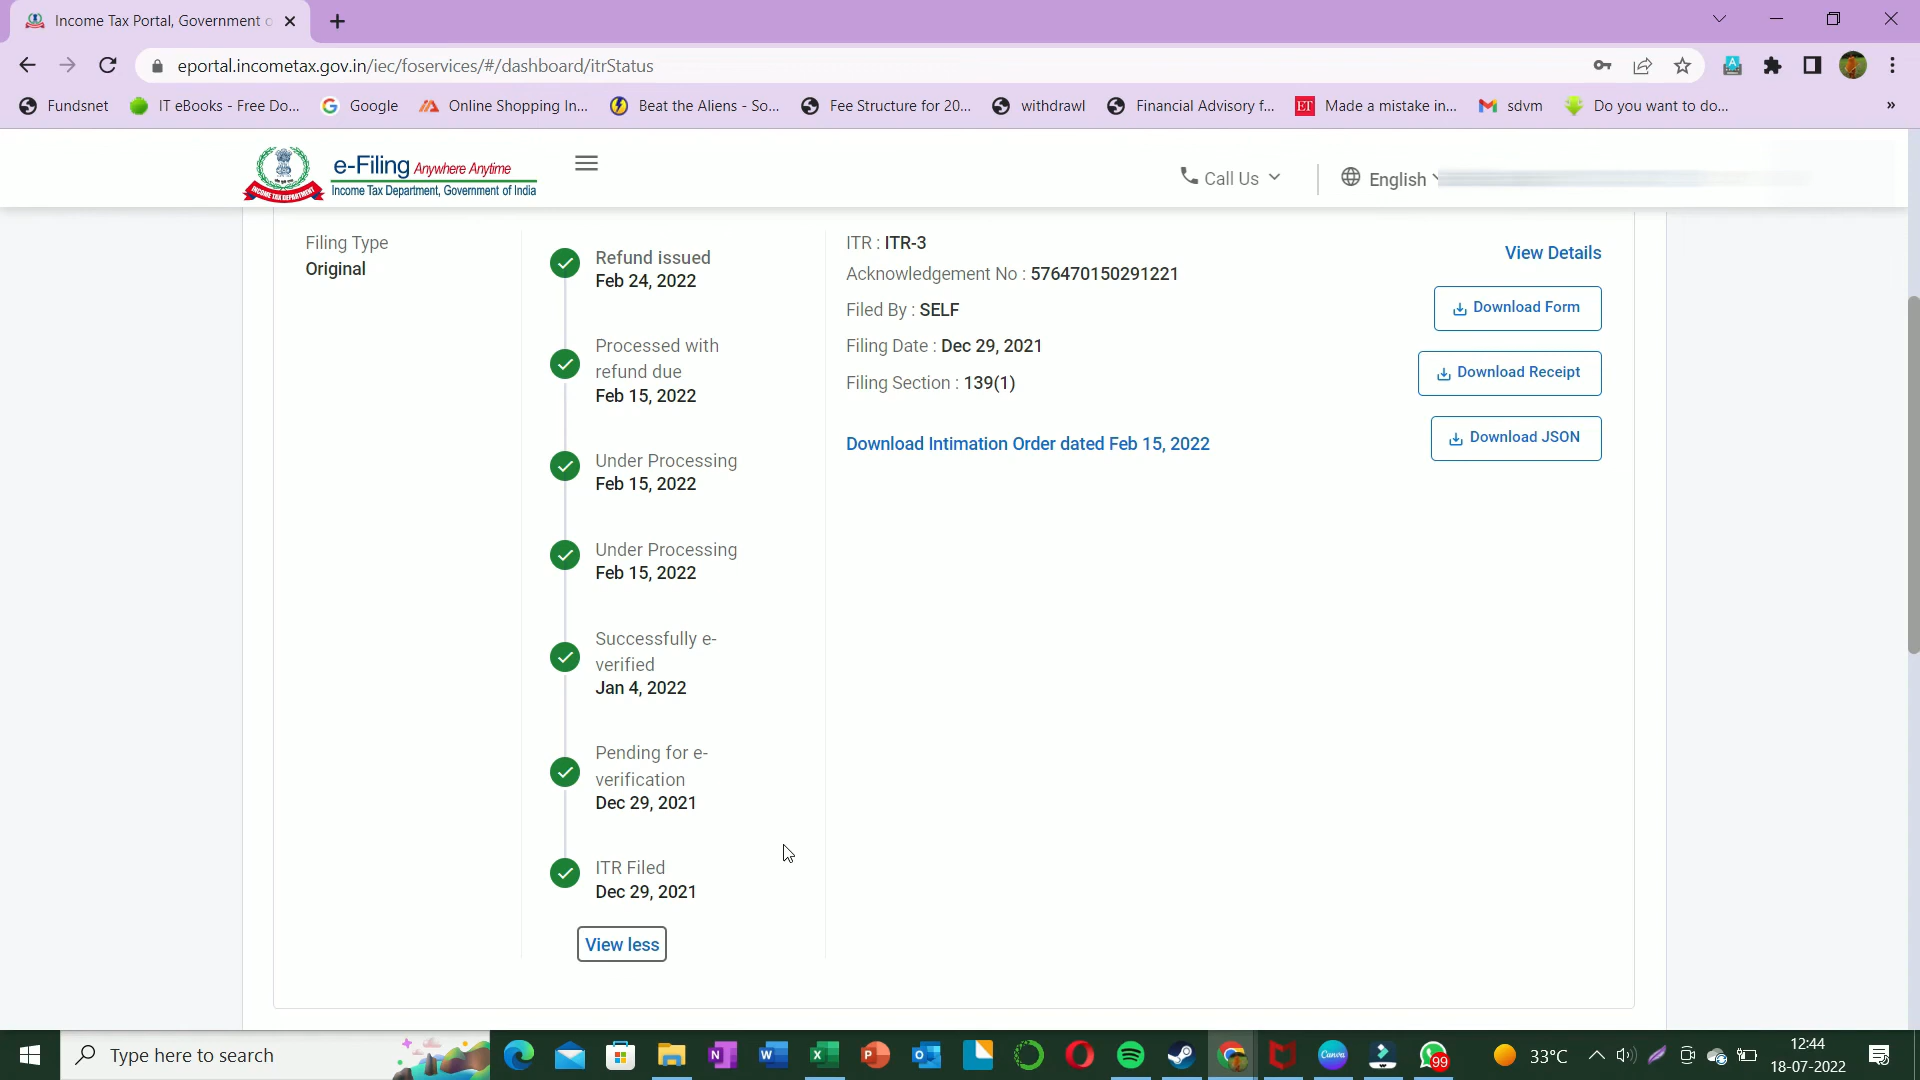 Income Tax Portal, Government o
eportal.incometax.gov.in/iec/foservices/#/dashboard/itrStatus
Fundsnet IT eBooks - Free Do... Google Online Shopping In... Beat the Aliens - So... Fee Structure for 20... withdrawl Financial Advisory f... ET Made a mistake in... sdvm Do you want to do... »
e-Filing Anywhere Anytime
Income Tax Department, Government of India
INCOME TAX DEPARTMENT
Call Us
English
Filing Type
Original
Refund issued
Feb 24, 2022
Processed with
refund due
Feb 15, 2022
Under Processing
Feb 15, 2022
Under Processing
Feb 15, 2022
Successfully e-
verified
Jan 4, 2022
Pending for e-
verification
Dec 29, 2021
ITR Filed
Dec 29, 2021
View less
ITR : ITR-3
Acknowledgement No : 576470150291221
Filed By : SELF
Filing Date : Dec 29, 2021
Filing Section : 139(1)
Download Intimation Order dated Feb 15, 2022
View Details
Download Form
Download Receipt
Download JSON
Type here to search
99
33°C
12:44
18-07-2022